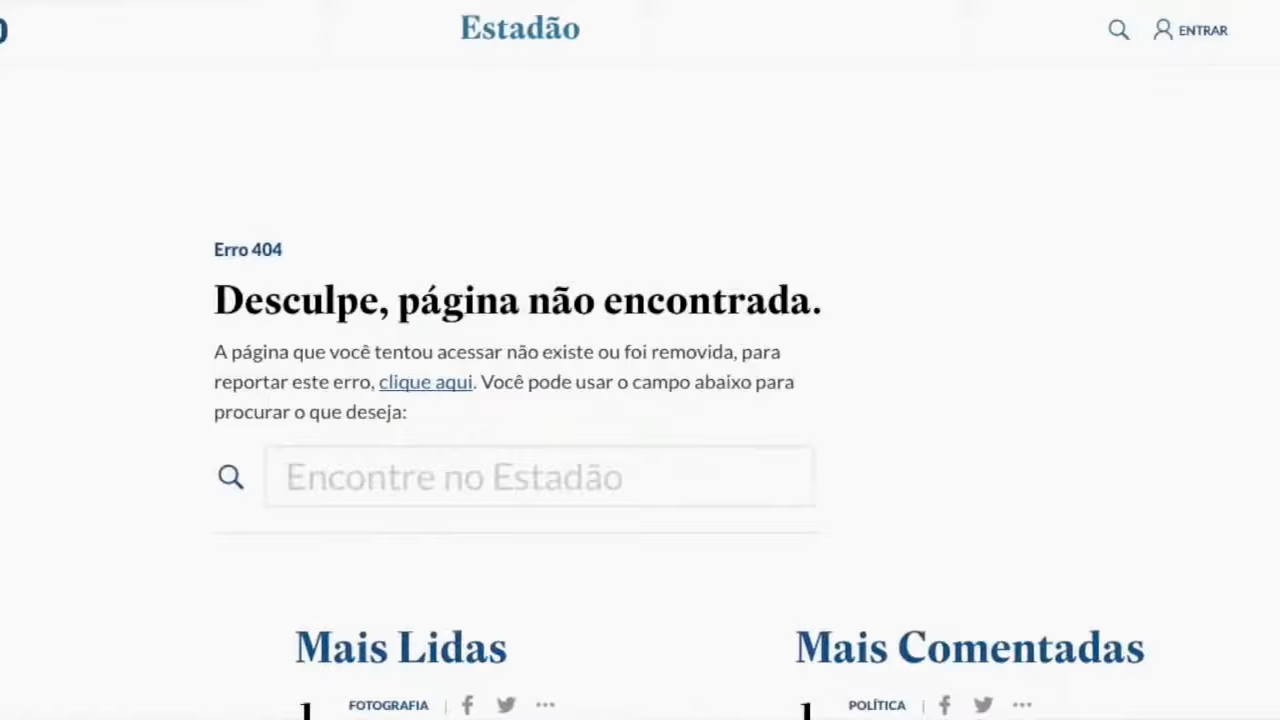 Estadão
ENTRAR
Erro 404
Desculpe, página não encontrada.
A página que você tentou acessar não existe ou foi removida, para
reportar este erro, clique aqui. Você pode usar o campo abaixo para
procurar o que deseja:
Encontre no Estadão
Mais Lidas
Mais Comentadas
1 FOTOGRAFIA
1 POLÍTICA